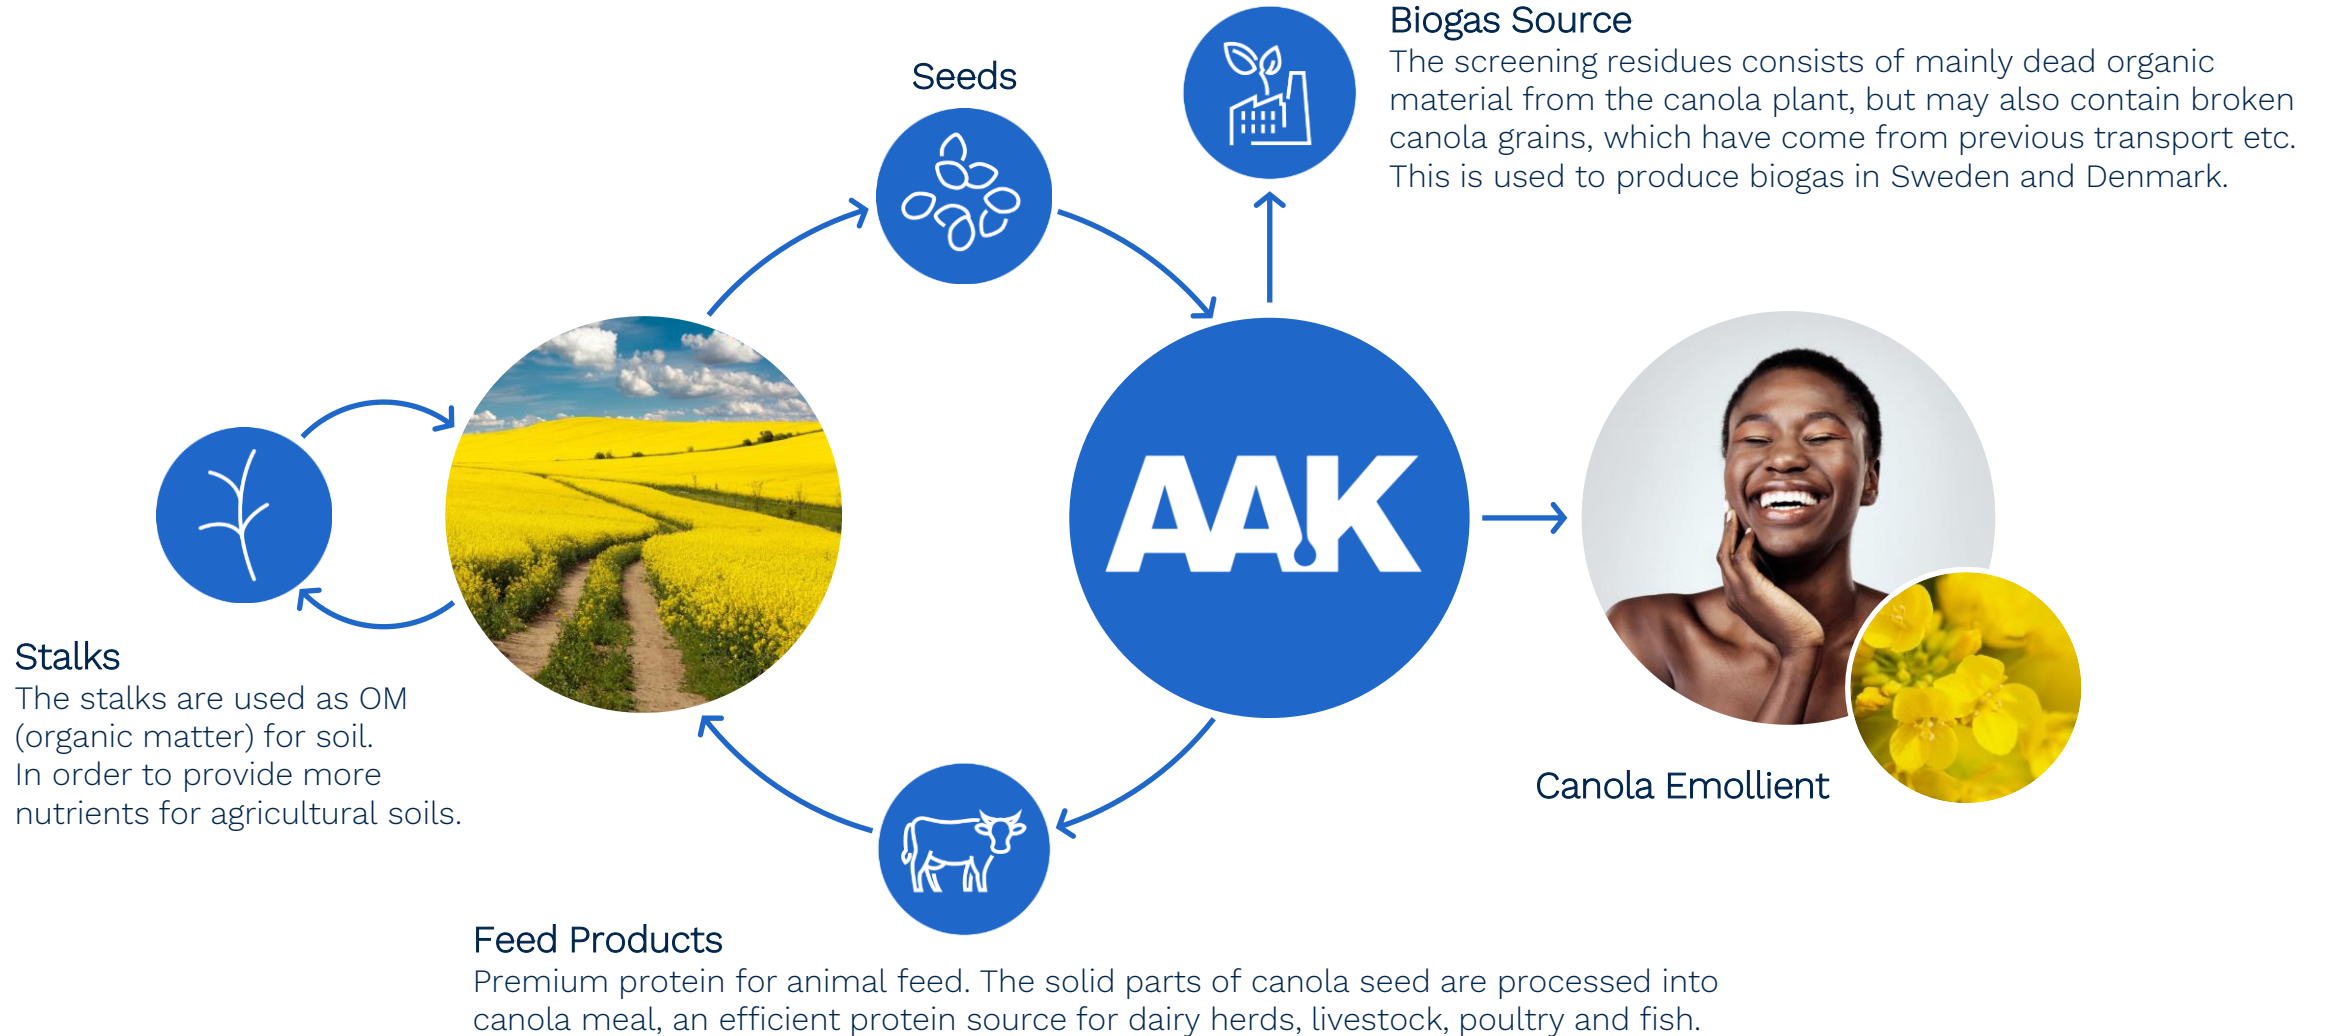 Biogas Source
The screening residues consists of mainly dead organic
material from the canola plant, but may also contain broken
canola grains, which have come from previous transport etc.
This is used to produce biogas in Sweden and Denmark.
Seeds
AAK
Stalks
The stalks are used as OM
(organic matter) for soil.
In order to provide more
nutrients for agricultural soils.
Canola Emollient
Feed Products
Premium protein for animal feed. The solid parts of canola seed are processed into
canola meal, an efficient protein source for dairy herds, livestock, poultry and fish.